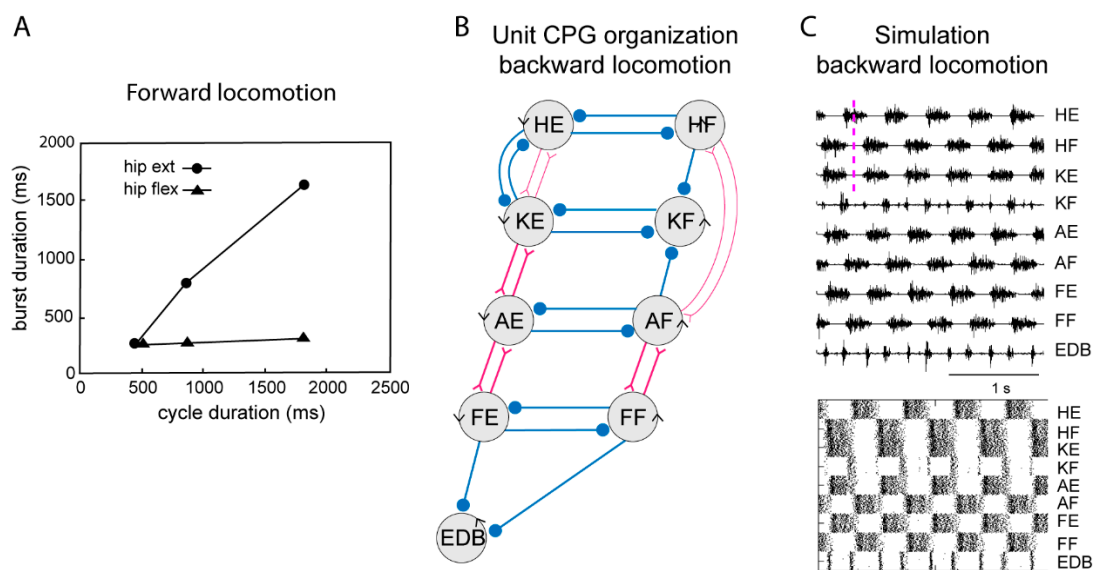 A
Forward locomotion
2000
1500
1000
500
0
hip ext
hip flex
burst duration (ms)
0 500 1000 1500 2000 2500
cycle duration (ms)
B
Unit CPG organization
backward locomotion
HE HF
KE KF
AE AF
FE FF
EDB
C
Simulation
backward locomotion
HE
HF
KE
KF
AE
AF
FE
FF
EDB
1 s
HE
HF
KE
KF
AE
AF
FE
FF
EDB